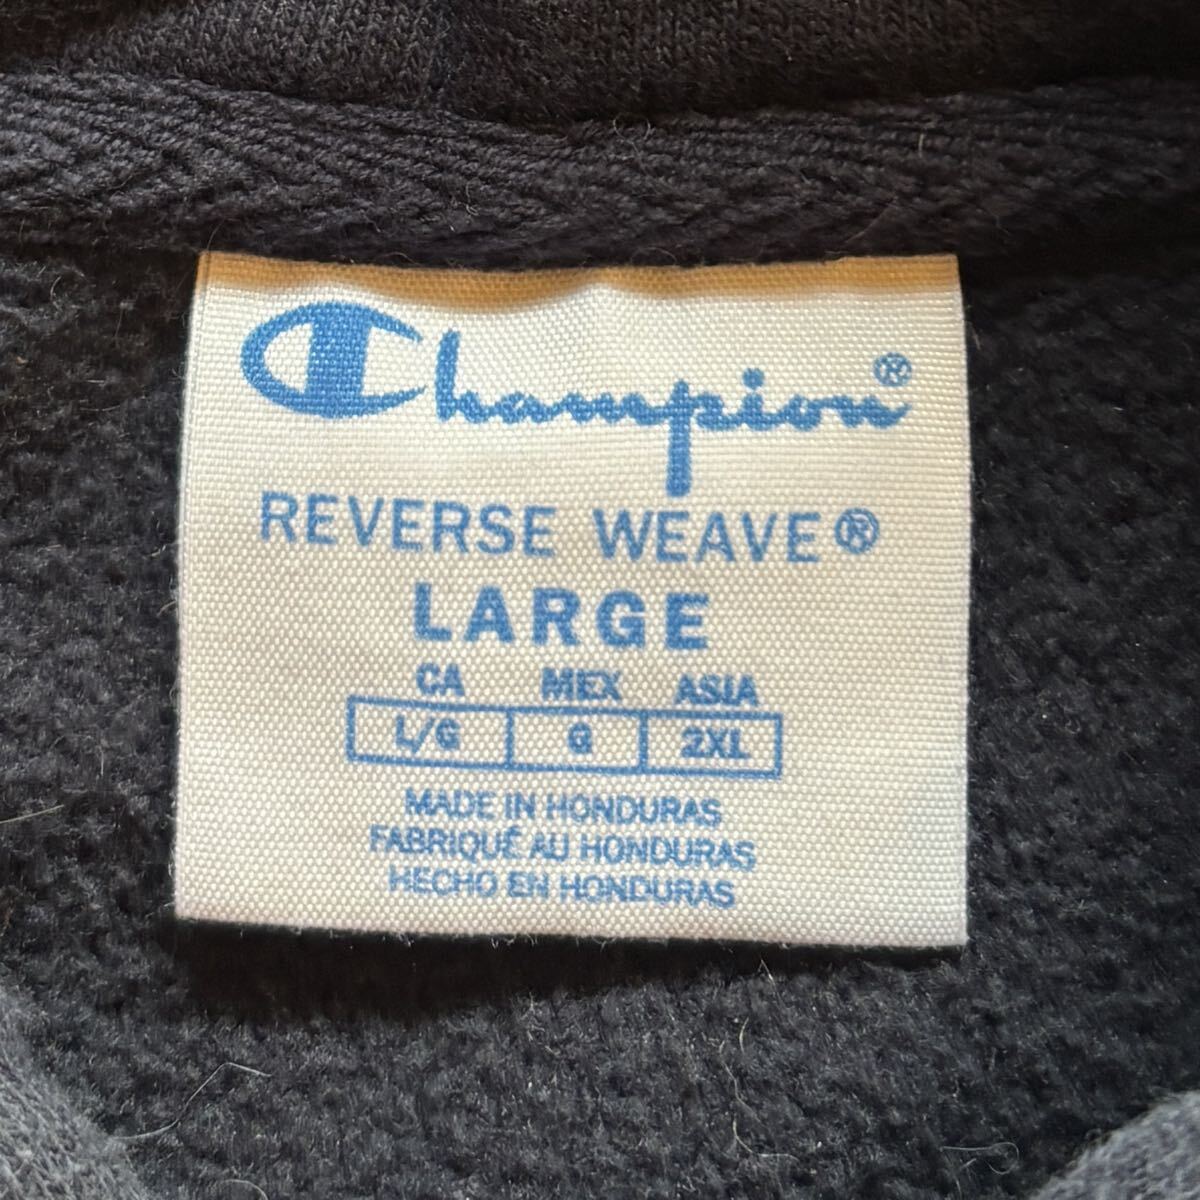 Champion®
REVERSE WEAVE®
LARGE
CA MEX ASIA
L/G G 2XL
MADE IN HONDURAS
FABRIQUÉ AU HONDURAS
HECHO EN HONDURAS